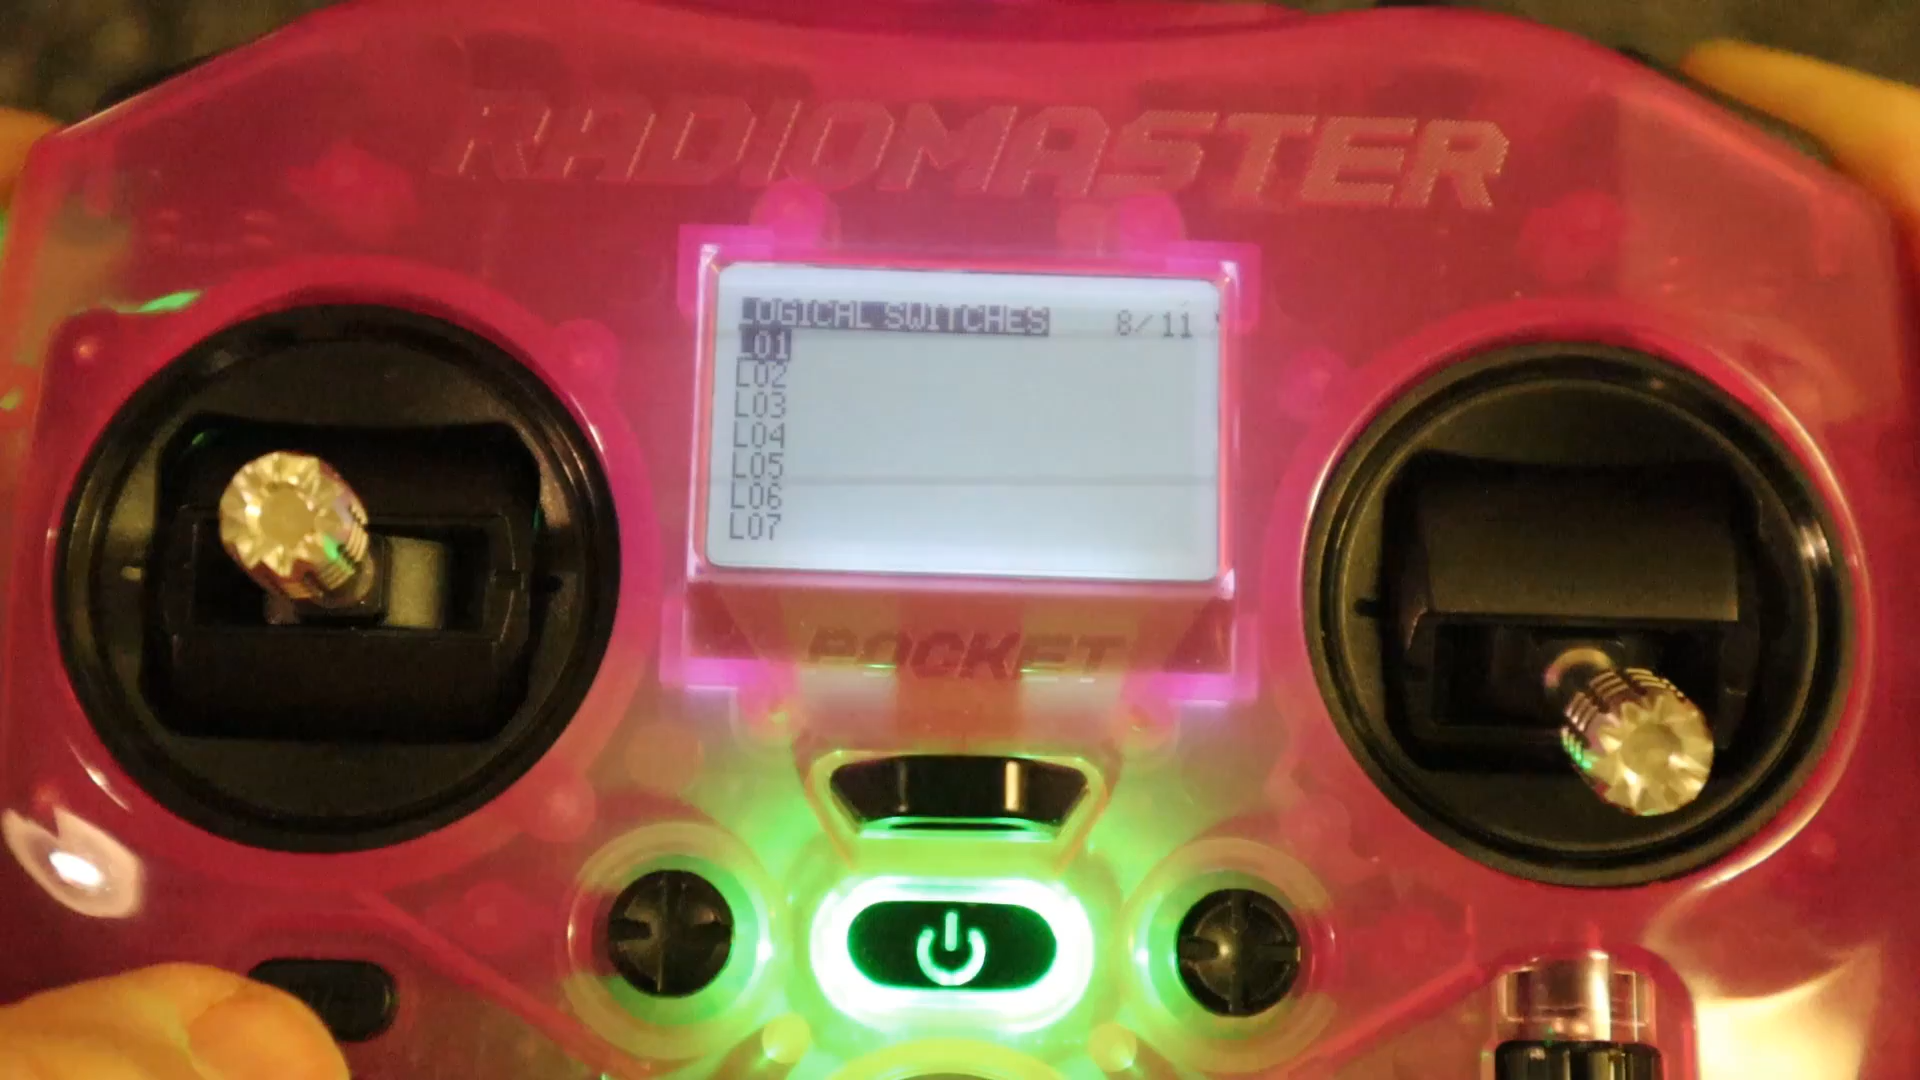 RADIOMASTER
LOGICAL SWITCHES 8/11
L01
L02
L03
L04
L05
L06
L07
POCKET